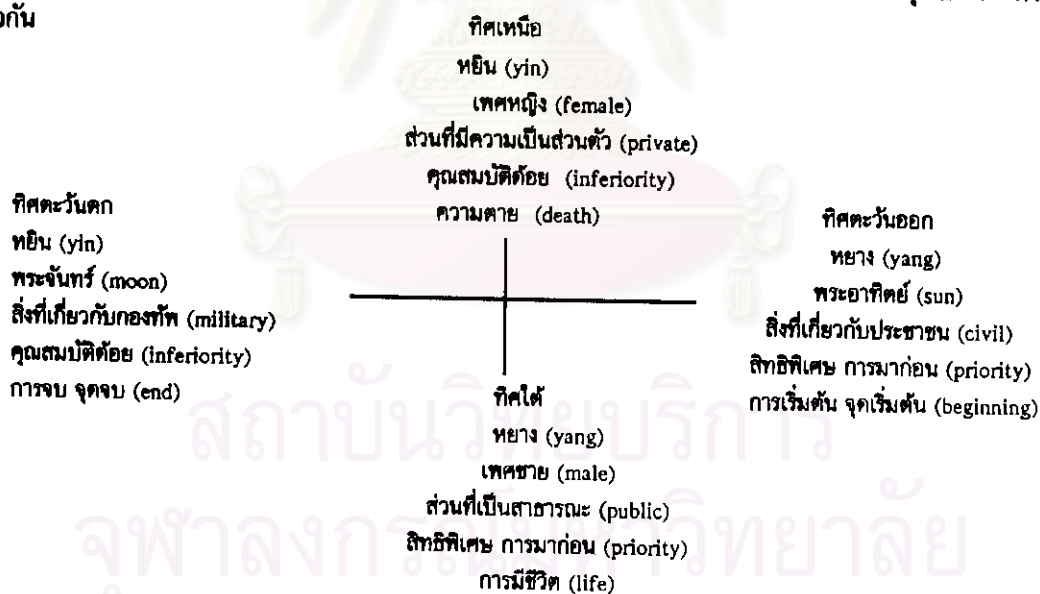 วกัน
ทิศเหนือ
หยิน (yin)
เพศหญิง (female)
ส่วนที่มีความเป็นส่วนตัว (private)
คุณสมบัติด้อย (inferiority)
ความตาย (death)
ทิศตะวันตก
หยิน (yin)
พระจันทร์ (moon)
สิ่งที่เกี่ยวกับกองทัพ (military)
คุณสมบัติด้อย (inferiority)
การจบ จุดจบ (end)
ทิศตะวันออก
หยาง (yang)
พระอาทิตย์ (sun)
สิ่งที่เกี่ยวกับประชาชน (civil)
สิทธิพิเศษ การมาก่อน (priority)
การเริ่มต้น จุดเริ่มต้น (beginning)
ทิศใต้
หยาง (yang)
เพศชาย (male)
ส่วนที่เป็นสาธารณะ (public)
สิทธิพิเศษ การมาก่อน (priority)
การมีชีวิต (life)
สถาบันวิทยบริการ
จุฬาลงกรณ์มหาวิทยาลัย